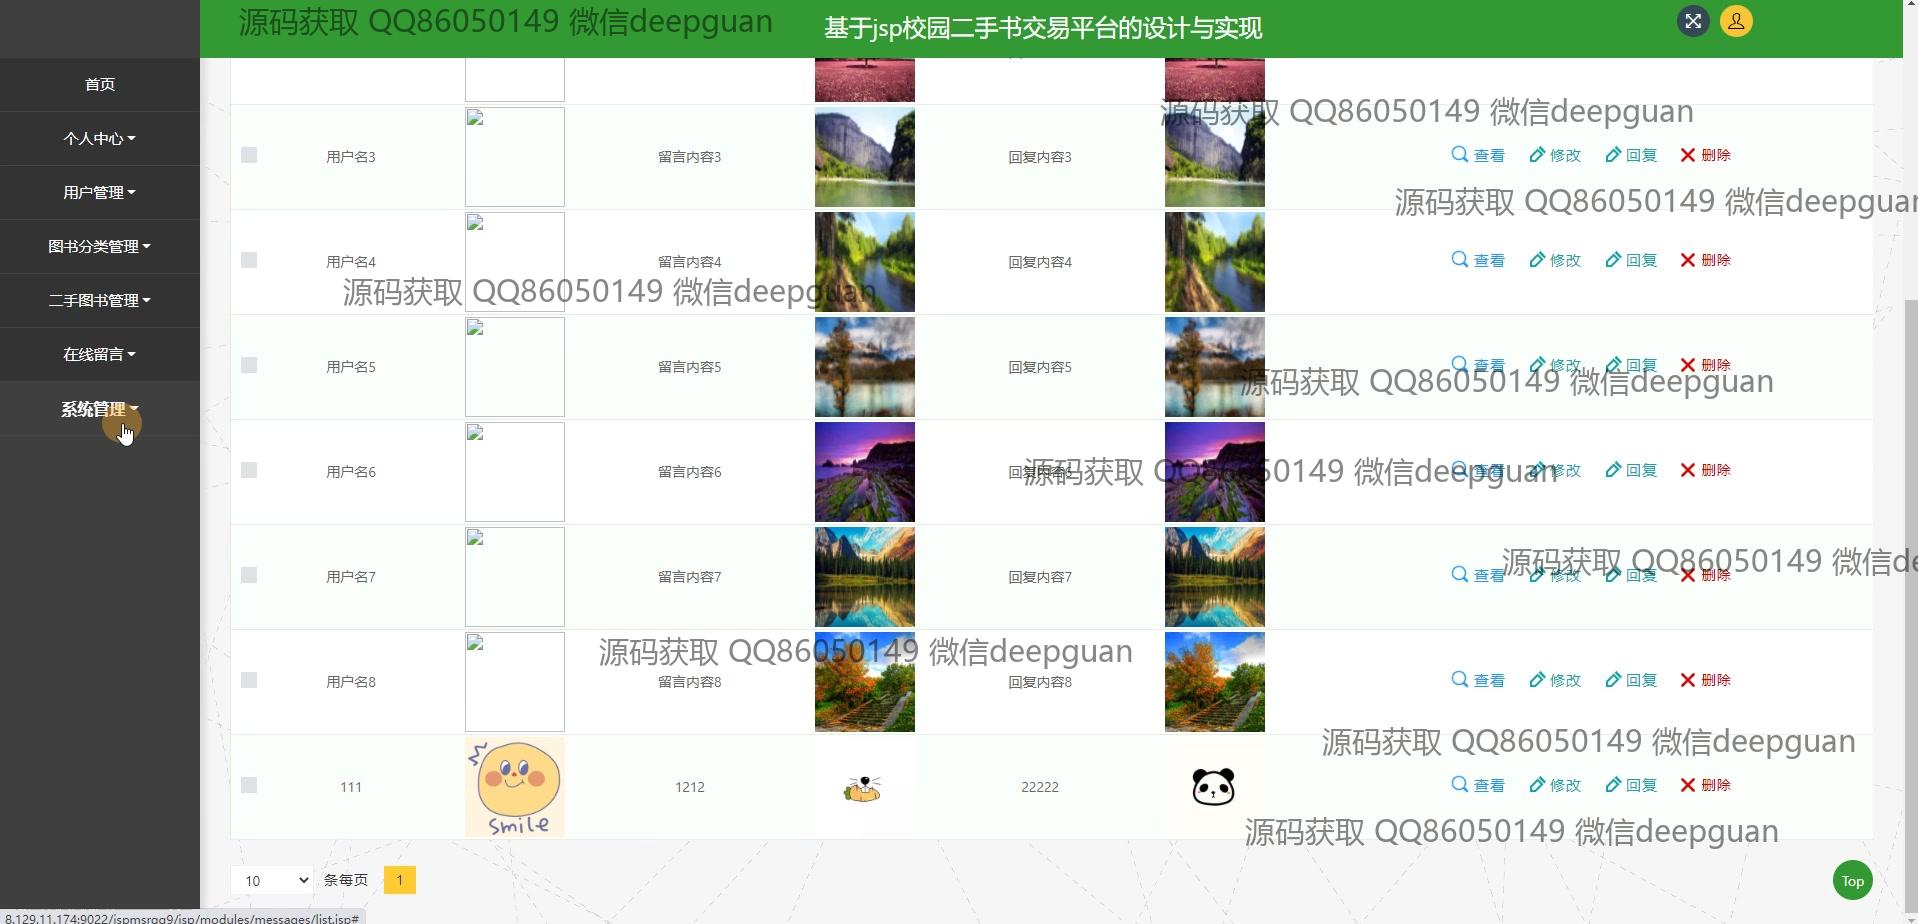 源码获取 QQ86050149 微信deepguan
基于jsp校园二手书交易平台的设计与实现
首页
个人中心
用户管理
图书分类管理
二手图书管理
在线留言
系统管理
源码获取 QQ86050149 微信deepguan
用户名3 留言内容3 回复内容3 查看 修改 回复 删除
源码获取 QQ86050149 微信deepguan
用户名4 留言内容4 回复内容4 查看 修改 回复 删除
源码获取 QQ86050149 微信deepguan
用户名5 留言内容5 回复内容5 查看 修改 回复 删除
源码获取 QQ86050149 微信deepguan
用户名6 留言内容6 回复内容6 查看 修改 回复 删除
源码获取 QQ86050149 微信deepguan
源码获取 QQ86050149 微信de
用户名7 留言内容7 回复内容7 查看 修改 回复 删除
源码获取 QQ86050149 微信deepguan
用户名8 留言内容8 回复内容8 查看 修改 回复 删除
源码获取 QQ86050149 微信deepguan
111 smile 1212 22222 查看 修改 回复 删除
源码获取 QQ86050149 微信deepguan
10 条每页 1
Top
8.129.11.174:9022/jspmsrgg9/jsp/modules/messages/list.jsp#